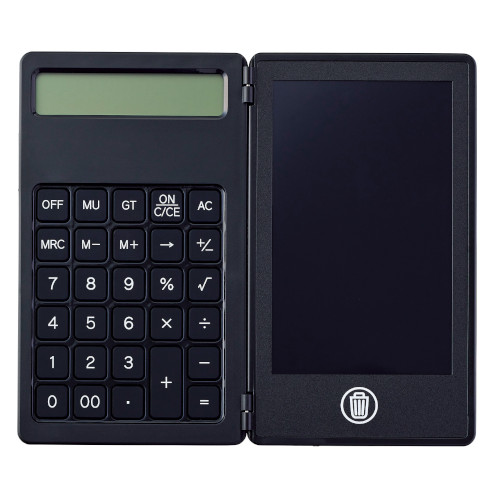 OFF MU GT ON C/CE AC
MRC M− M+ → +/−
7 8 9 % √
4 5 6 × ÷
1 2 3 + −
0 00 . =